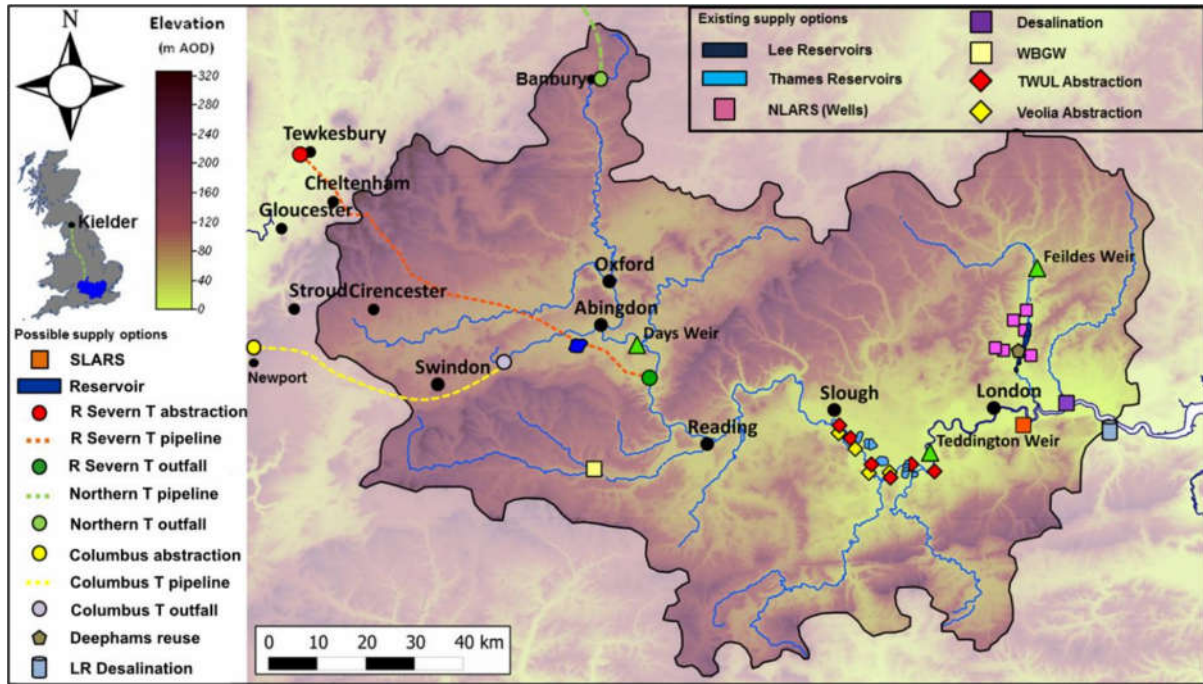 Elevation
(m AOD)
320
280
240
200
160
120
80
40
0
Kielder
Possible supply options
SLARS
Reservoir
R Severn T abstraction
R Severn T pipeline
R Severn T outfall
Northern T pipeline
Northern T outfall
Columbus abstraction
Columbus T pipeline
Columbus T outfall
Deephams reuse
LR Desalination
Existing supply options
Lee Reservoirs
Thames Reservoirs
NLARS (Wells)
Desalination
WBGW
TWUL Abstraction
Veolia Abstraction
Banbury
Tewkesbury
Cheltenham
Gloucester
Stroud
Cirencester
Oxford
Abingdon
Days Weir
Feildes Weir
Newport
Swindon
Slough
London
Reading
Teddington Weir
0 10 20 30 40 km